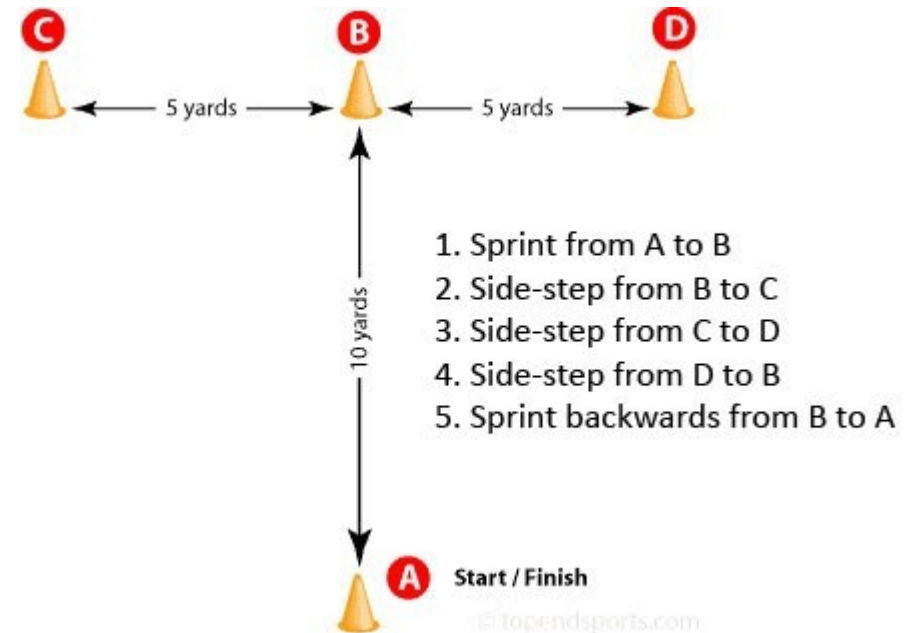 C
B
D
5 yards
5 yards
10 yards
1. Sprint from A to B
2. Side-step from B to C
3. Side-step from C to D
4. Side-step from D to B
5. Sprint backwards from B to A
A
Start / Finish
© topendsports.com